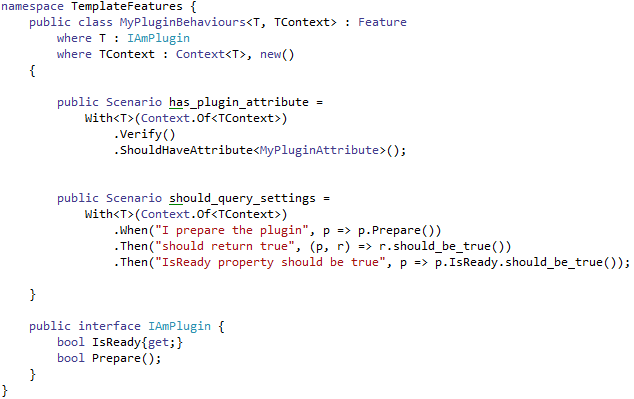 namespace TemplateFeatures {
    public class MyPluginBehaviours<T, TContext> : Feature
        where T : IAmPlugin
        where TContext : Context<T>, new()
    {

        public Scenario has_plugin_attribute =
            With<T>(Context.Of<TContext>)
                .Verify()
                .ShouldHaveAttribute<MyPluginAttribute>();


        public Scenario should_query_settings =
            With<T>(Context.Of<TContext>)
                .When("I prepare the plugin", p => p.Prepare())
                .Then("should return true", (p, r) => r.should_be_true())
                .Then("IsReady property should be true", p => p.IsReady.should_be_true());

    }

    public interface IAmPlugin {
        bool IsReady{get;}
        bool Prepare();
    }
}